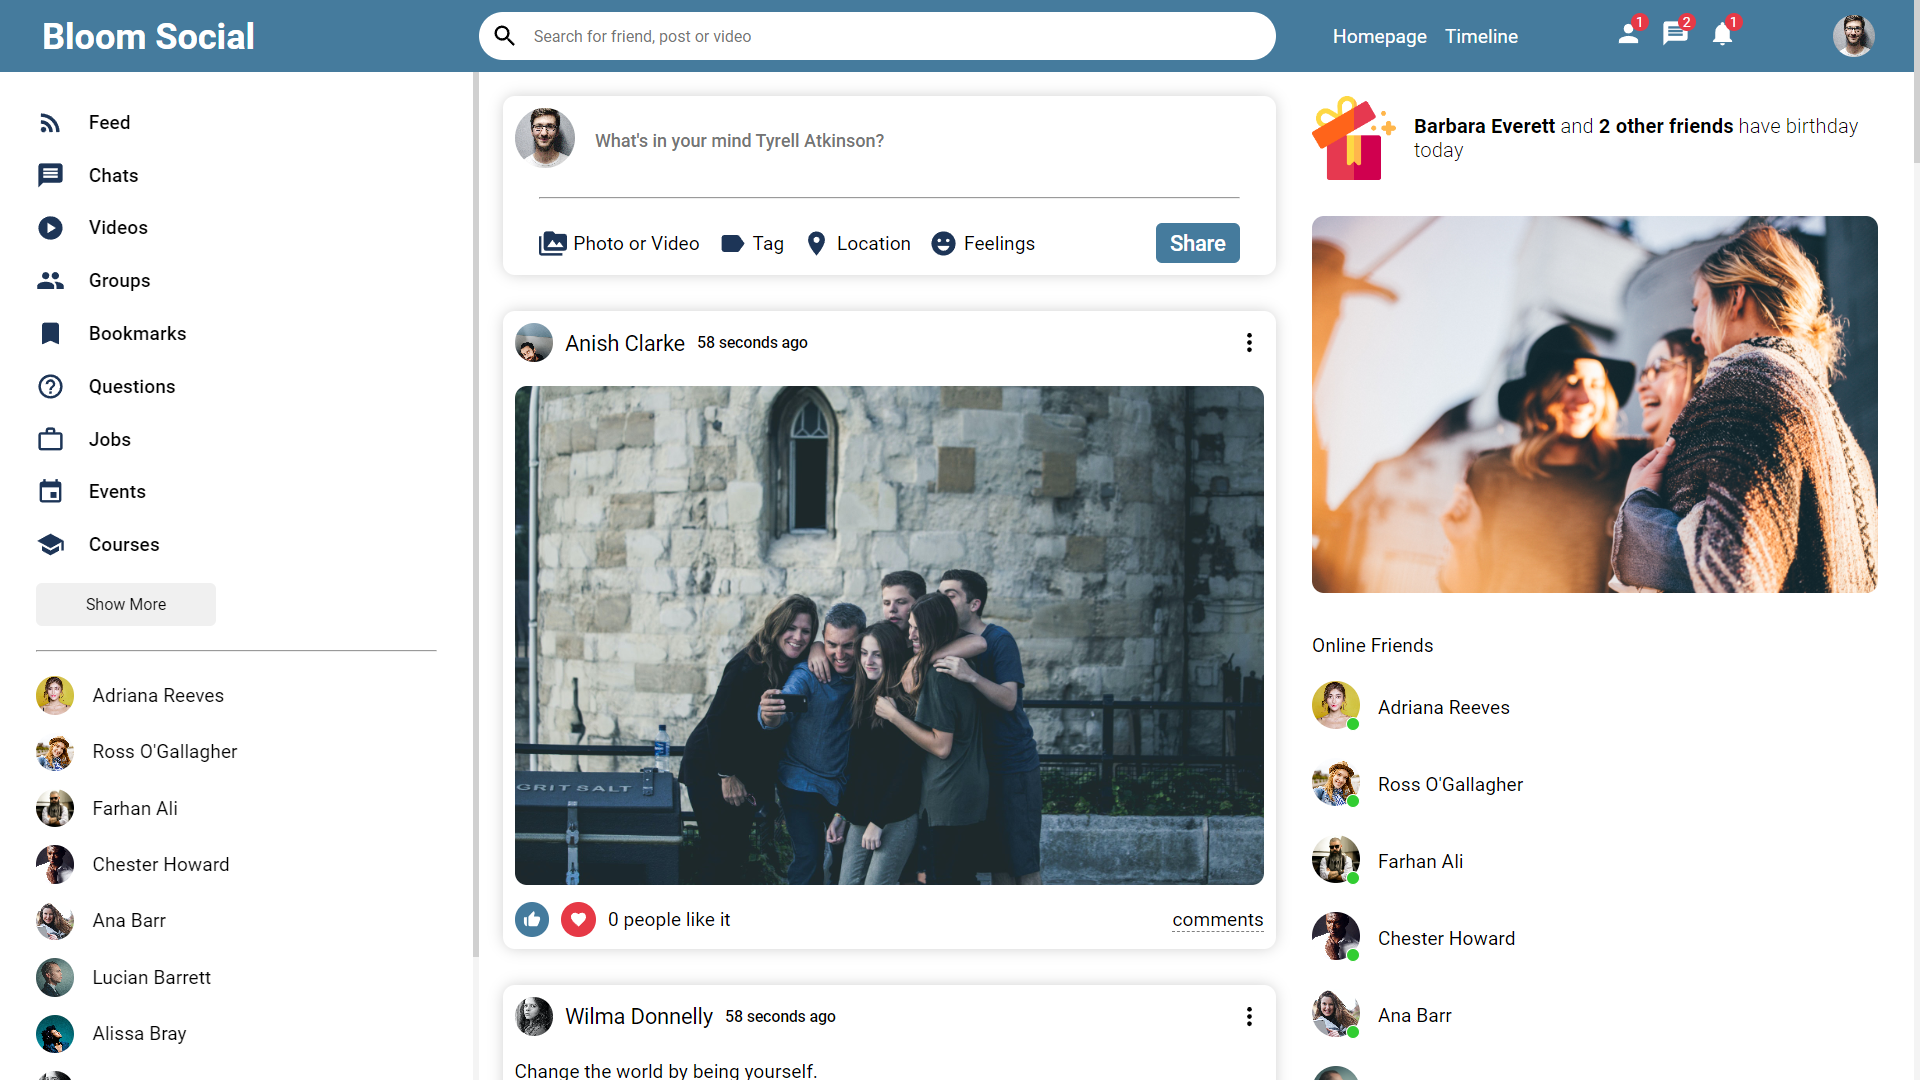 Bloom Social
Search for friend, post or video
Homepage
Timeline
1
2
1
Feed
Chats
Videos
Groups
Bookmarks
Questions
Jobs
Events
Courses
Show More
Adriana Reeves
Ross O'Gallagher
Farhan Ali
Chester Howard
Ana Barr
Lucian Barrett
Alissa Bray
What's in your mind Tyrell Atkinson?
Photo or Video
Tag
Location
Feelings
Share
Anish Clarke 58 seconds ago
GRIT SALT
0 people like it
comments
Wilma Donnelly 58 seconds ago
Change the world by being yourself.
Barbara Everett and 2 other friends have birthday
today
Online Friends
Adriana Reeves
Ross O'Gallagher
Farhan Ali
Chester Howard
Ana Barr